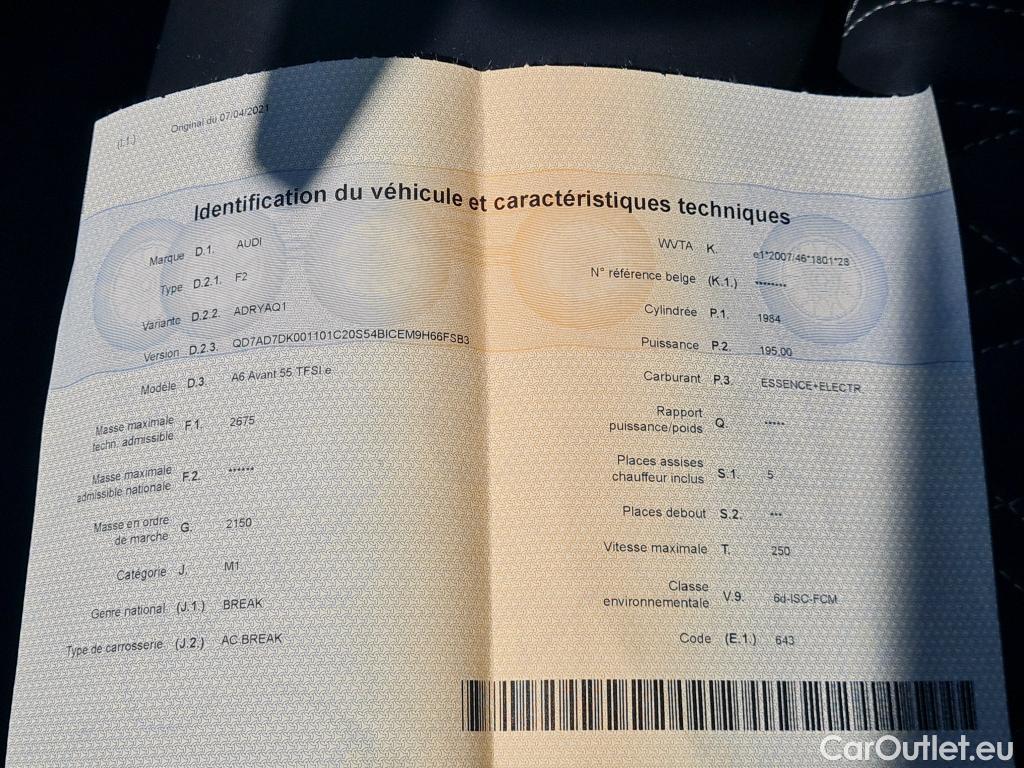 (I.1.) Original du 07/04/2021
Identification du véhicule et caractéristiques techniques
Marque D.1. AUDI
Type D.2.1. F2
Variante D.2.2. ADRYAQ1
Version D.2.3. QD7AD7DK001101C20S54BICEM9H66FSB3
Modèle D.3. A6 Avant 55 TFSI e
Masse maximale
techn. admissible F.1. 2675
Masse maximale
admissible nationale F.2. ******
Masse en ordre
de marche G. 2150
Catégorie J. M1
Genre national (J.1.) BREAK
Type de carrosserie (J.2.) AC BREAK
WVTA K. e1*2007/46*1801*28
N° référence belge (K.1.) ********
Cylindrée P.1. 1984
Puissance P.2. 195,00
Carburant P.3. ESSENCE+ELECTR
Rapport
puissance/poids Q. *****
Places assises
chauffeur inclus S.1. 5
Places debout S.2. ***
Vitesse maximale T. 250
Classe
environnementale V.9. 6d-ISC-FCM
Code (E.1.) 643
CarOutlet.eu